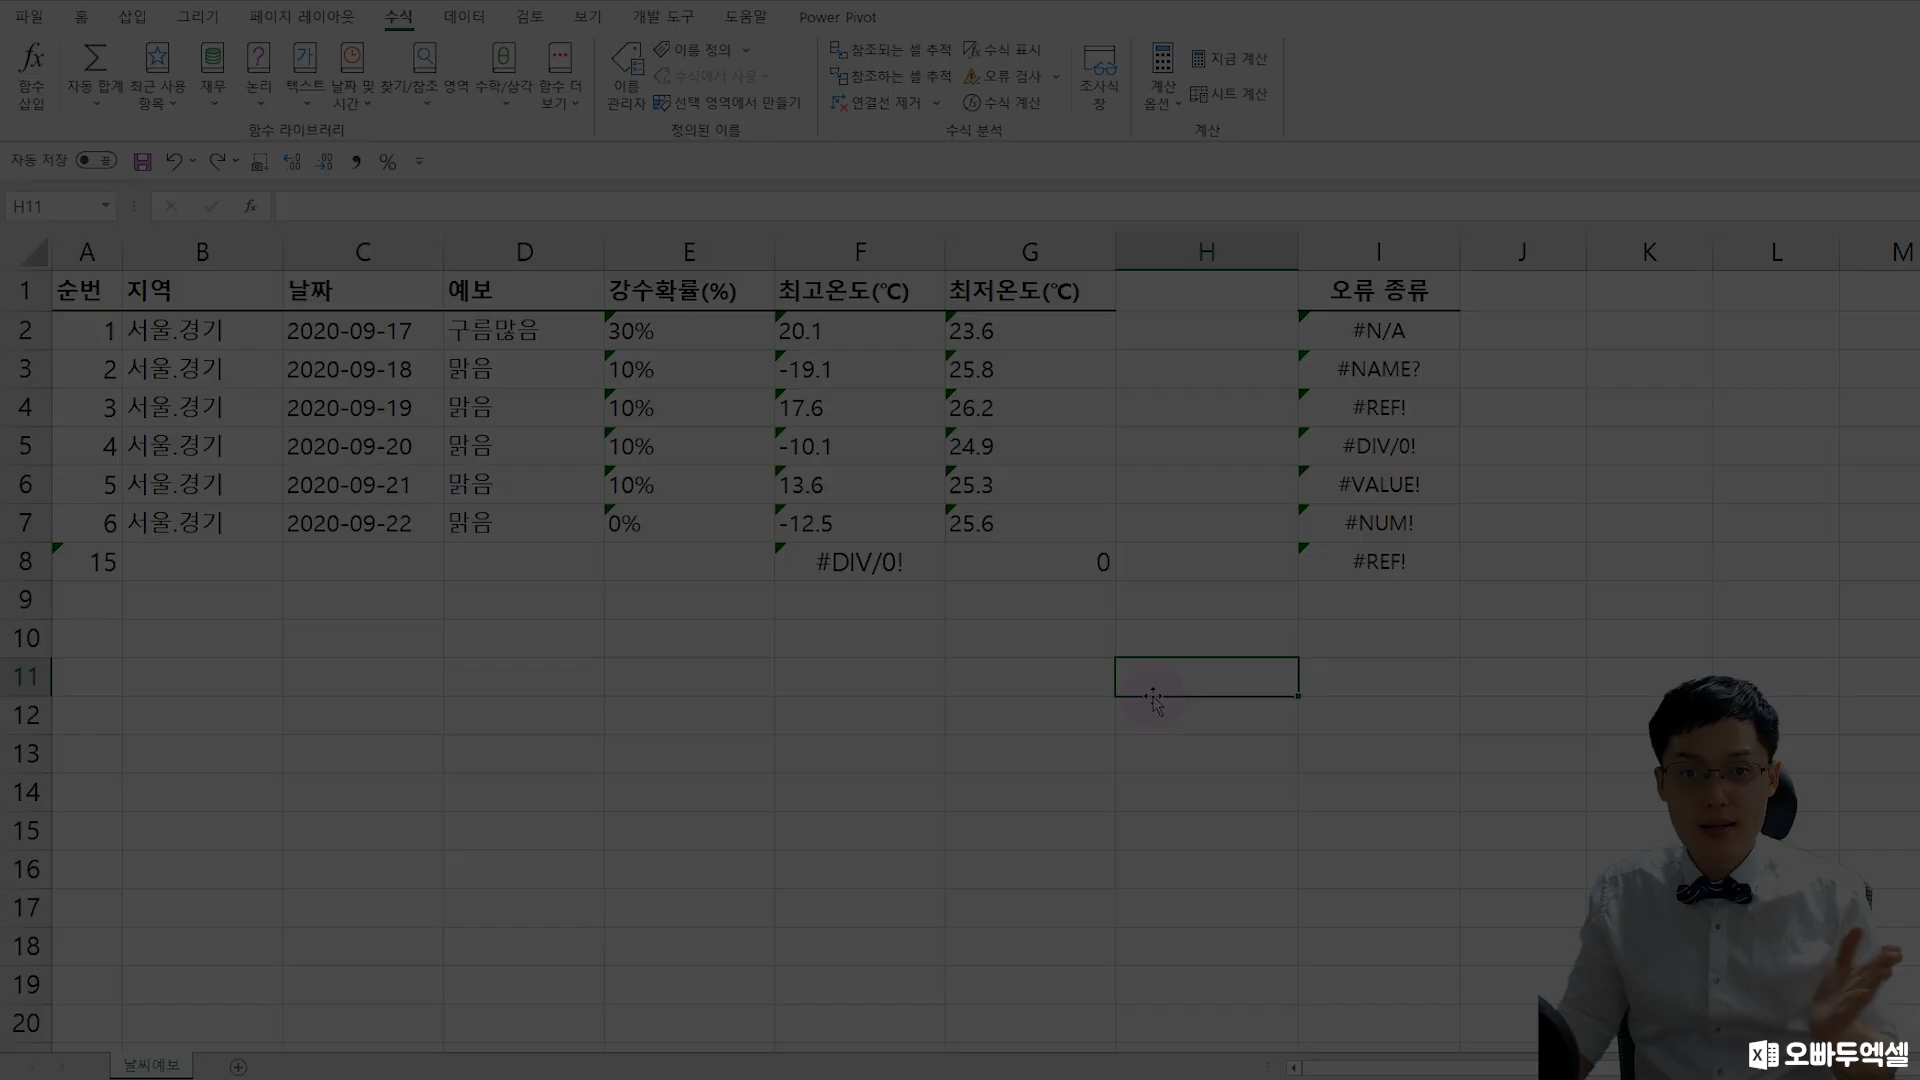 파일 홈 삽입 그리기 페이지 레이아웃 수식 데이터 검토 보기 개발 도구 도움말 Power Pivot
함수 삽입 자동 합계 최근 사용 항목 재무 논리 텍스트 날짜 및 시간 찾기/참조 영역 수학/삼각 함수 더 보기
함수 라이브러리
이름 관리자 이름 정의
수식에서 사용
선택 영역에서 만들기
정의된 이름
참조되는 셀 추적 수식 표시
참조하는 셀 추적 오류 검사
연결선 제거 수식 계산
조사식 창
수식 분석
계산 옵션 지금 계산
시트 계산
계산
자동 저장 끔
H11 fx
A B C D E F G H I J K L M
1 순번 지역 날짜 예보 강수확률(%) 최고온도(℃) 최저온도(℃) 오류 종류
2 1 서울.경기 2020-09-17 구름많음 30% 20.1 23.6 #N/A
3 2 서울.경기 2020-09-18 맑음 10% -19.1 25.8 #NAME?
4 3 서울.경기 2020-09-19 맑음 10% 17.6 26.2 #REF!
5 4 서울.경기 2020-09-20 맑음 10% -10.1 24.9 #DIV/0!
6 5 서울.경기 2020-09-21 맑음 10% 13.6 25.3 #VALUE!
7 6 서울.경기 2020-09-22 맑음 0% -12.5 25.6 #NUM!
8 15 #DIV/0! 0 #REF!
9
10
11
12
13
14
15
16
17
18
19
20
날씨예보
오빠두엑셀